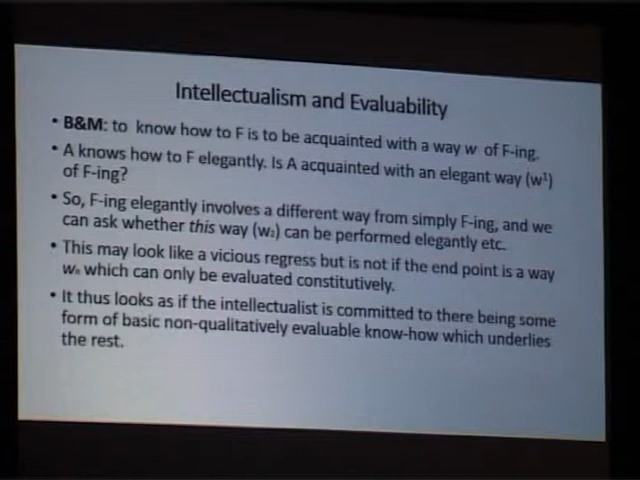 Intellectualism and Evaluability
• B&M: to know how to F is to be acquainted with a way w of F-ing.
• A knows how to F elegantly. Is A acquainted with an elegant way (w¹)
of F-ing?
• So, F-ing elegantly involves a different way from simply F-ing, and we
can ask whether this way (w₂) can be performed elegantly etc.
• This may look like a vicious regress but is not if the end point is a way
wₙ which can only be evaluated constitutively.
• It thus looks as if the intellectualist is committed to there being some
form of basic non-qualitatively evaluable know-how which underlies
the rest.